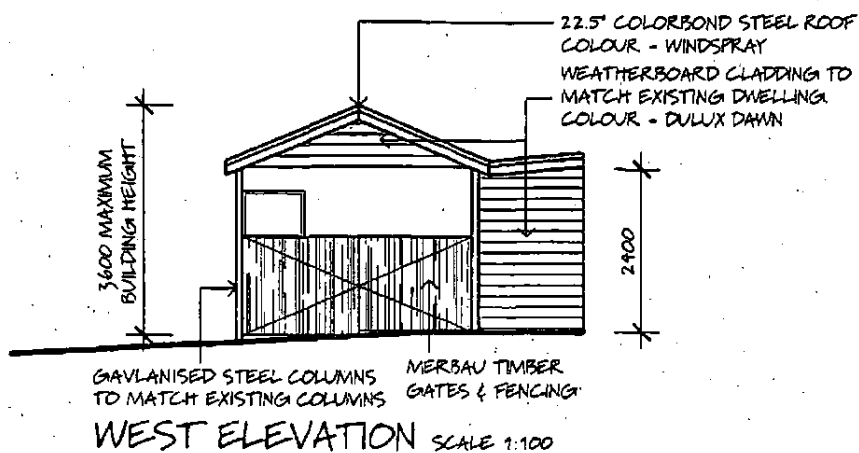 22.5° COLORBOND STEEL ROOF
COLOUR - WINDSPRAY
WEATHERBOARD CLADDING TO
MATCH EXISTING DWELLING
COLOUR - DULUX DAWN
3600 MAXIMUM
BUILDING HEIGHT
2400
GAVLANISED STEEL COLUMNS
TO MATCH EXISTING COLUMNS
MERBAU TIMBER
GATES & FENCING
WEST ELEVATION SCALE 1:100